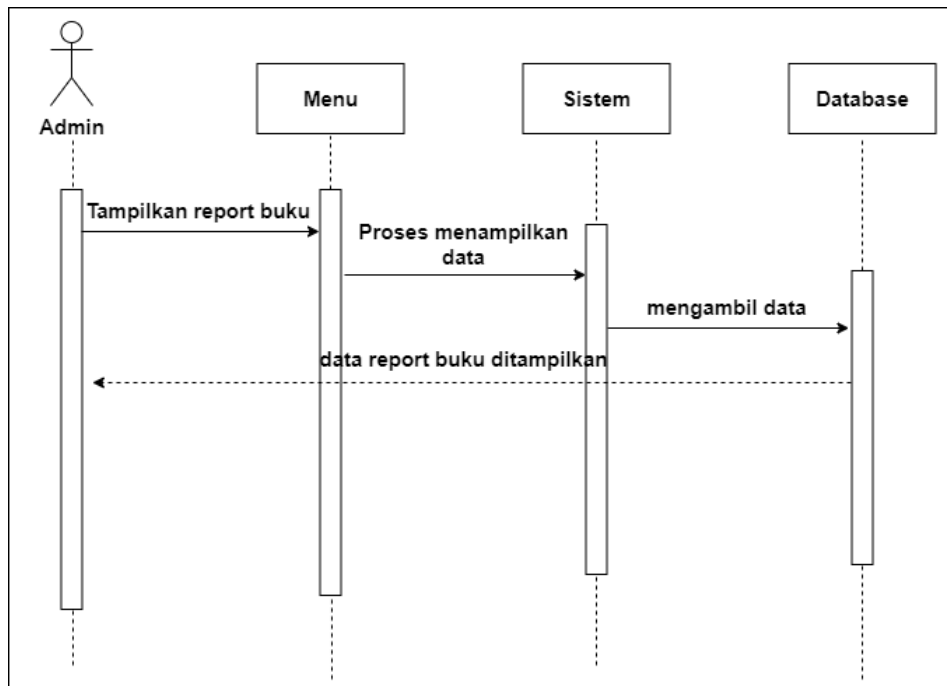 Admin
Menu
Sistem
Database
Tampilkan report buku
Proses menampilkan
data
mengambil data
data report buku ditampilkan